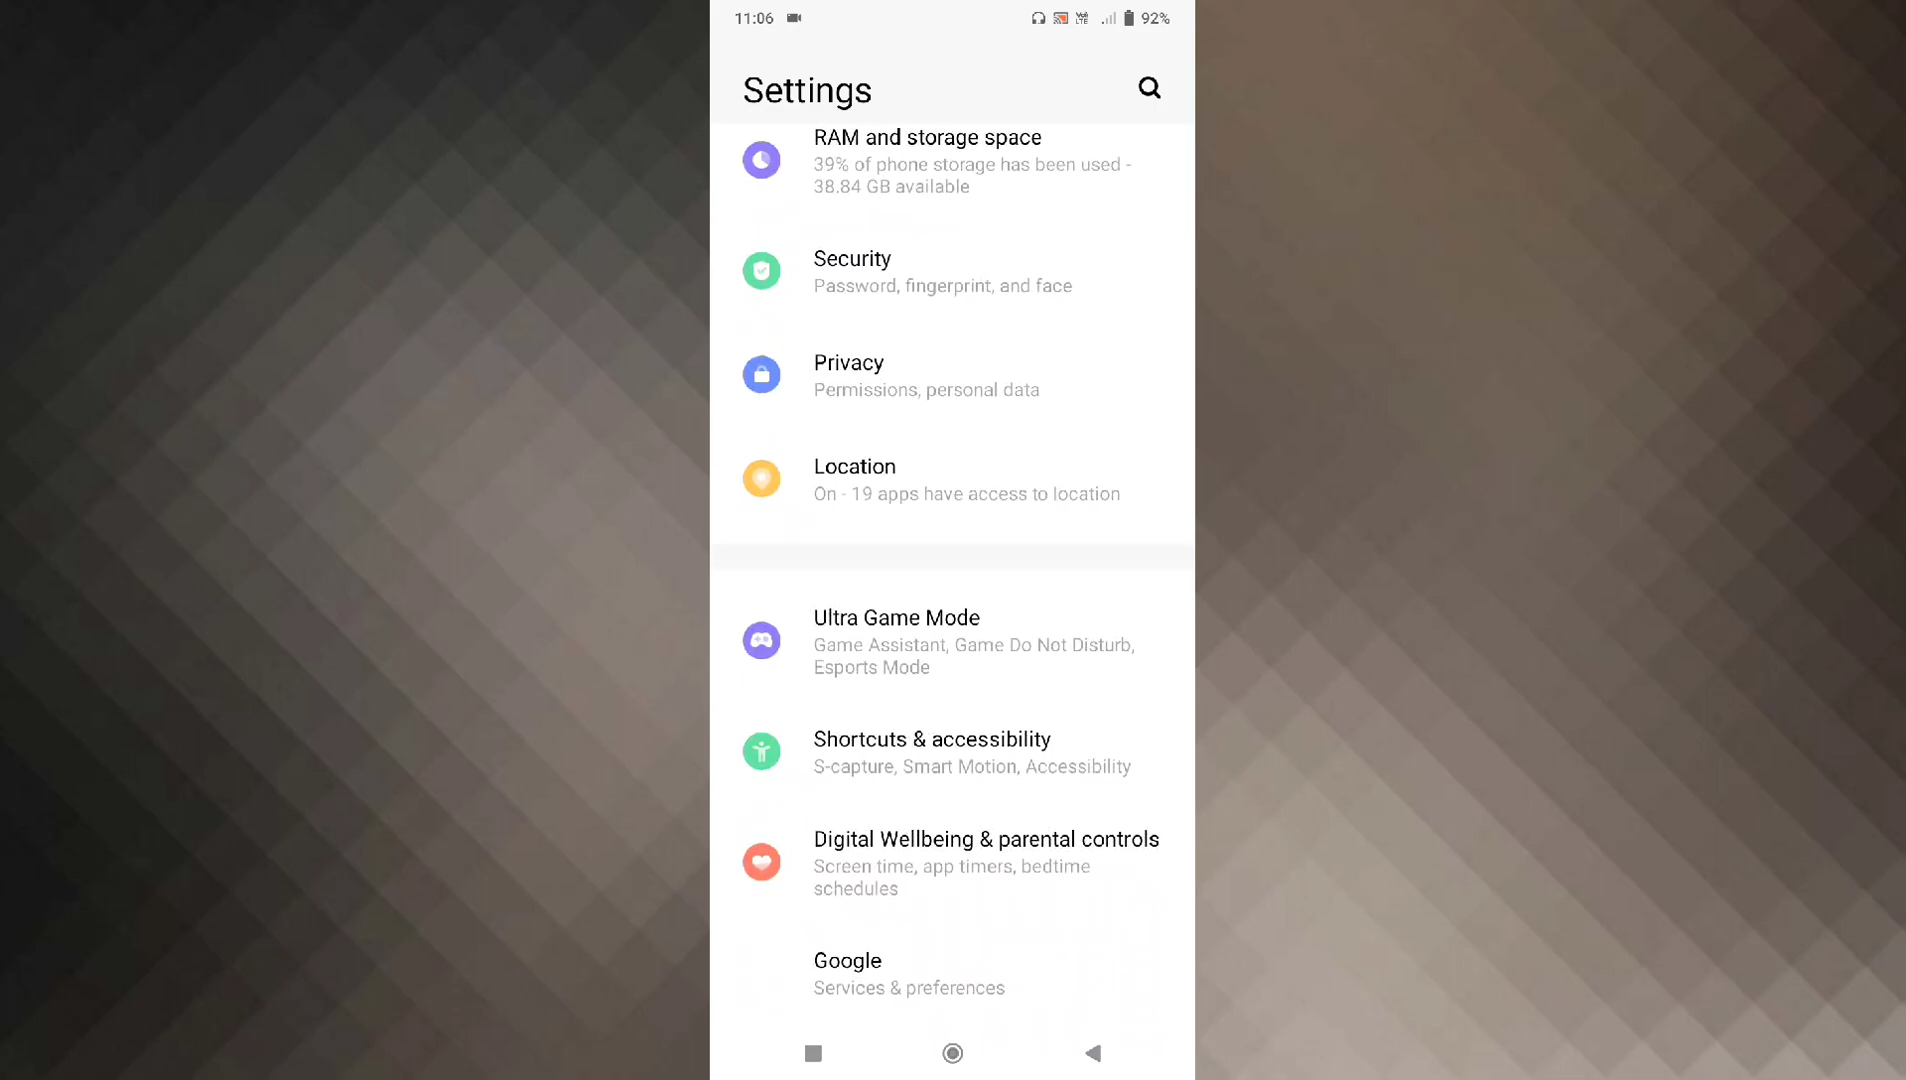 11:06
92%
Settings
RAM and storage space
39% of phone storage has been used -
38.84 GB available
Security
Password, fingerprint, and face
Privacy
Permissions, personal data
Location
On - 19 apps have access to location
Ultra Game Mode
Game Assistant, Game Do Not Disturb,
Esports Mode
Shortcuts & accessibility
S-capture, Smart Motion, Accessibility
Digital Wellbeing & parental controls
Screen time, app timers, bedtime
schedules
Google
Services & preferences